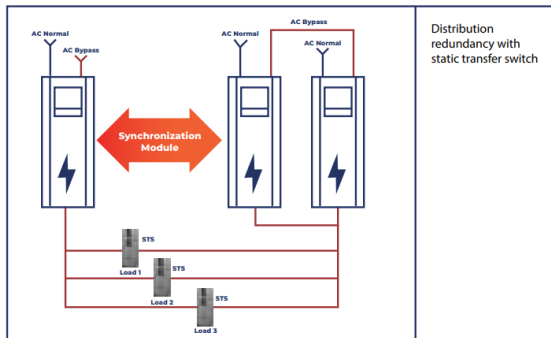 AC Normal
AC Bypass
AC Bypass
AC Normal
AC Normal
Distribution
redundancy with
static transfer switch
Synchronization
Module
STS
Load 1
STS
Load 2
STS
Load 3